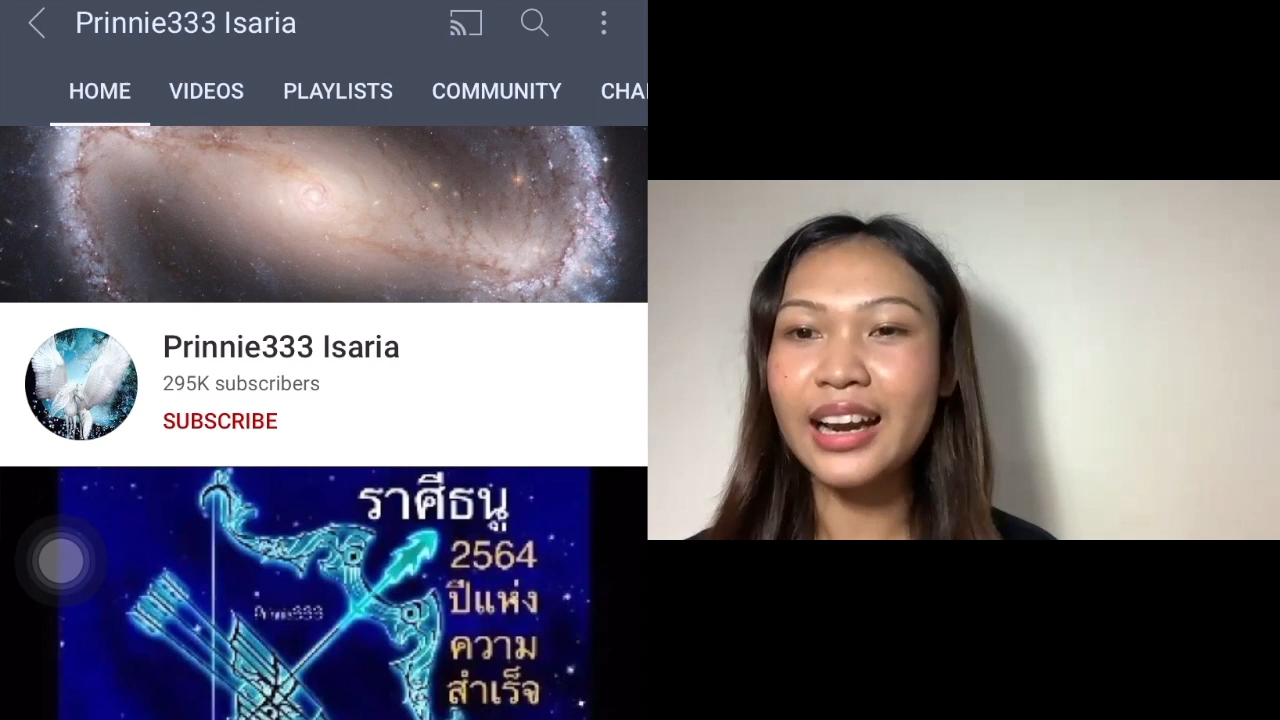 Prinnie333 Isaria
HOME VIDEOS PLAYLISTS COMMUNITY CHA
Prinnie333 Isaria
295K subscribers
SUBSCRIBE
ราศีธนู
2564
ปีแห่ง
Prinnie333
ความ
สำเร็จ